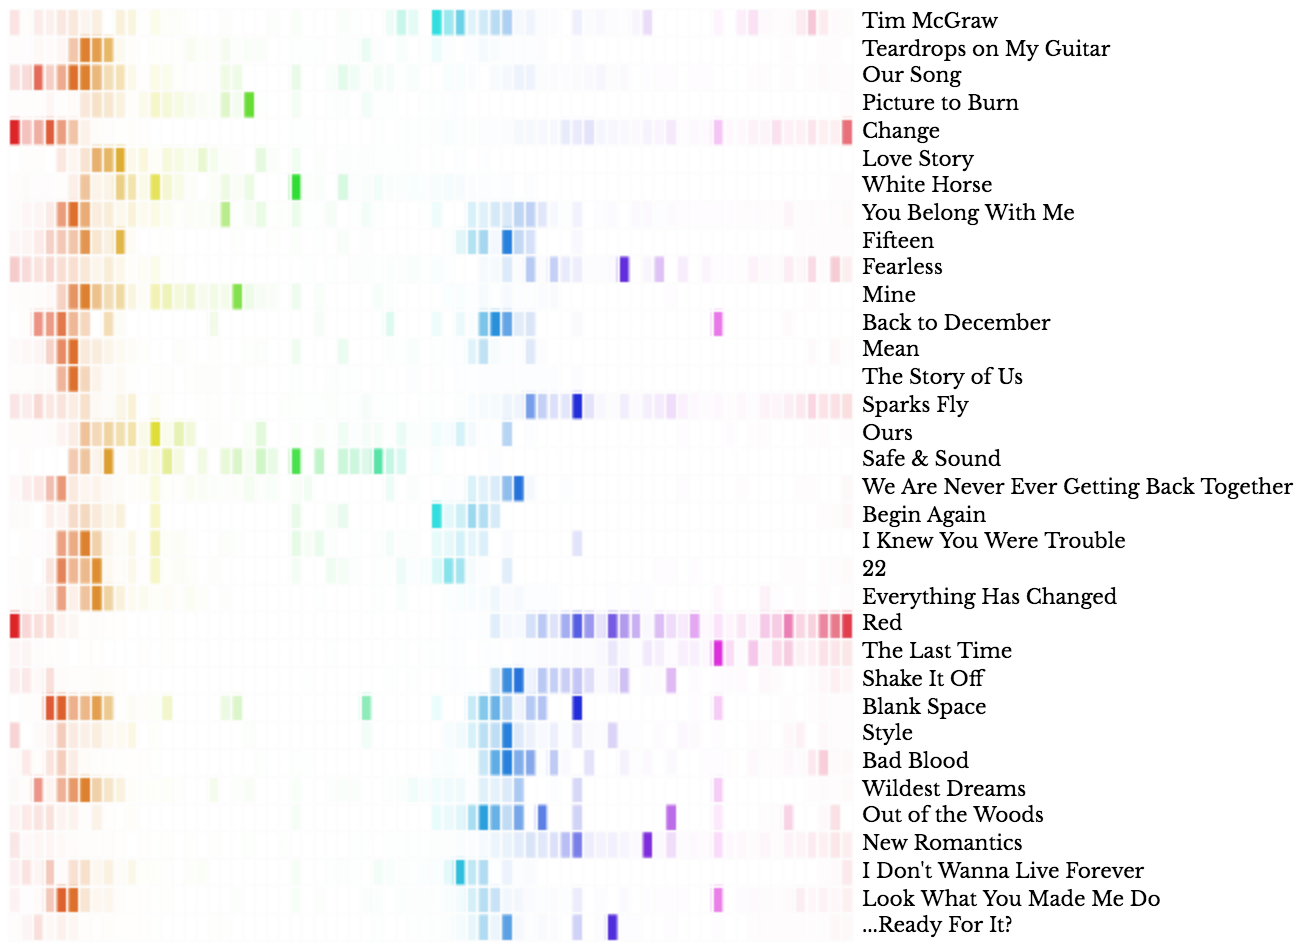 Tim McGraw
Teardrops on My Guitar
Our Song
Picture to Burn
Change
Love Story
White Horse
You Belong With Me
Fifteen
Fearless
Mine
Back to December
Mean
The Story of Us
Sparks Fly
Ours
Safe & Sound
We Are Never Ever Getting Back Together
Begin Again
I Knew You Were Trouble
22
Everything Has Changed
Red
The Last Time
Shake It Off
Blank Space
Style
Bad Blood
Wildest Dreams
Out of the Woods
New Romantics
I Don't Wanna Live Forever
Look What You Made Me Do
...Ready For It?